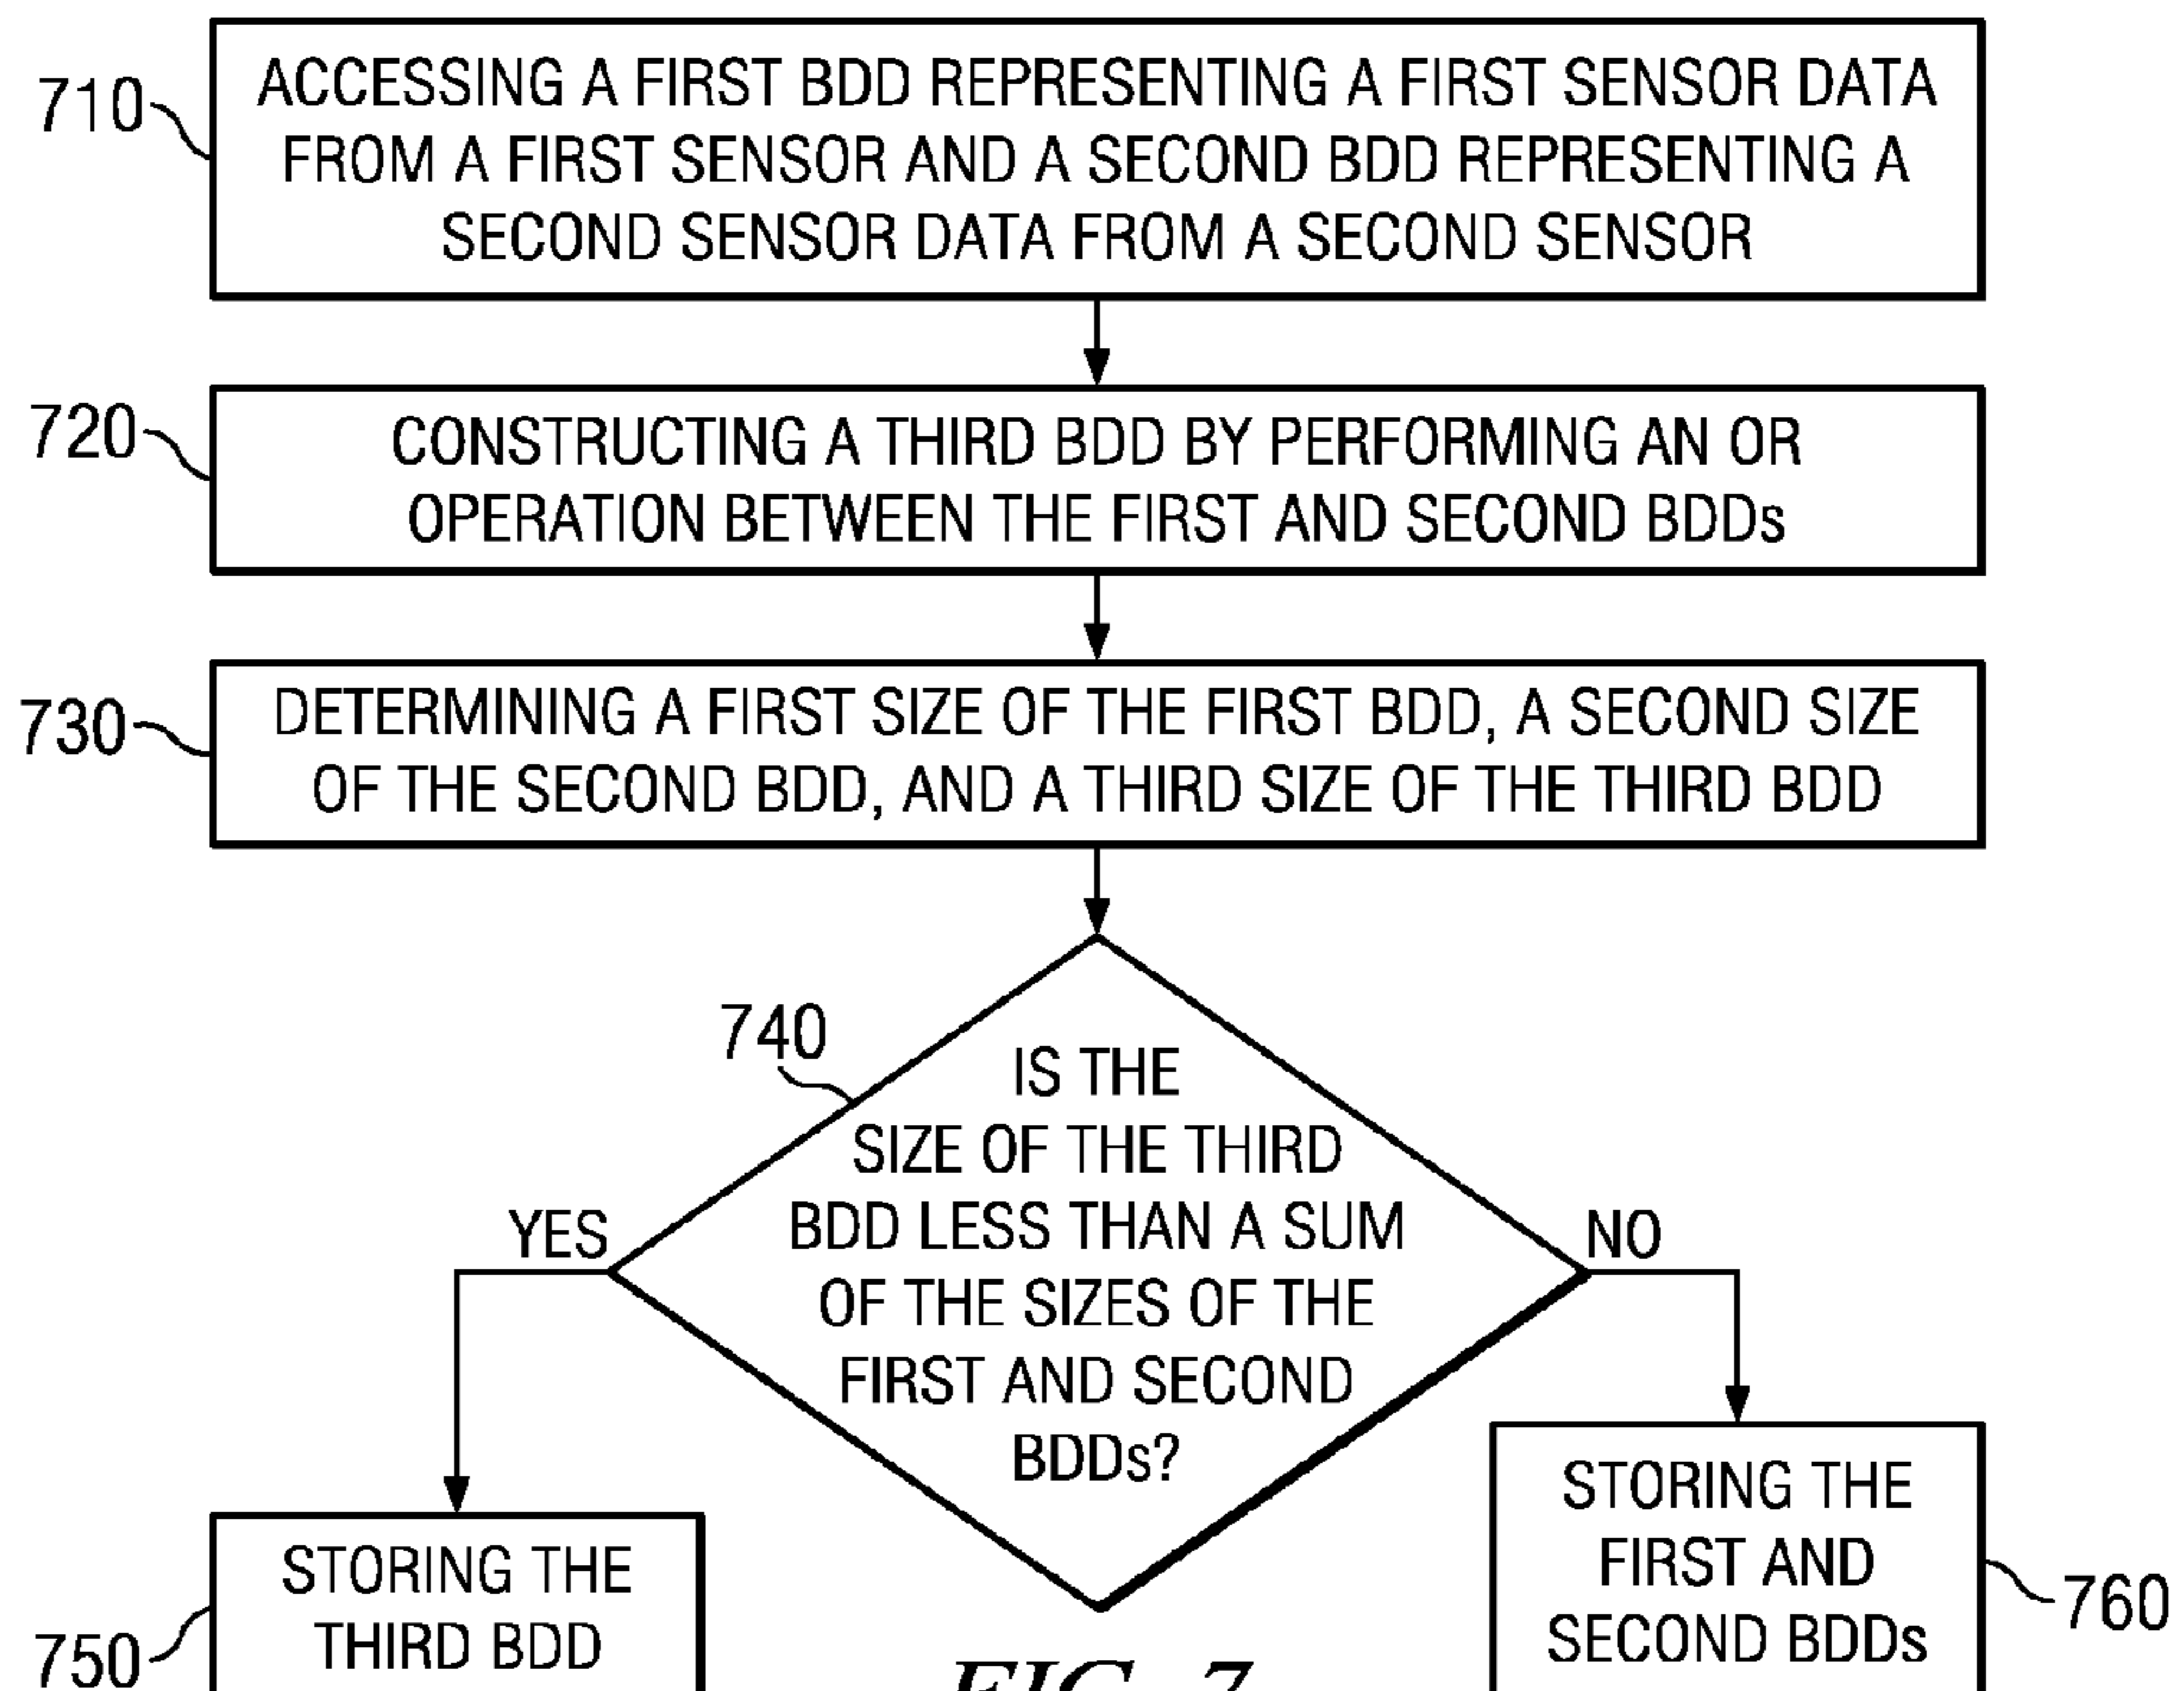 710
ACCESSING A FIRST BDD REPRESENTING A FIRST SENSOR DATA
FROM A FIRST SENSOR AND A SECOND BDD REPRESENTING A
SECOND SENSOR DATA FROM A SECOND SENSOR
720
CONSTRUCTING A THIRD BDD BY PERFORMING AN OR
OPERATION BETWEEN THE FIRST AND SECOND BDDs
730
DETERMINING A FIRST SIZE OF THE FIRST BDD, A SECOND SIZE
OF THE SECOND BDD, AND A THIRD SIZE OF THE THIRD BDD
740
IS THE
SIZE OF THE THIRD
BDD LESS THAN A SUM
OF THE SIZES OF THE
FIRST AND SECOND
BDDs?
YES
NO
STORING THE
THIRD BDD
750
STORING THE
FIRST AND
SECOND BDDs
760
FIG. 7